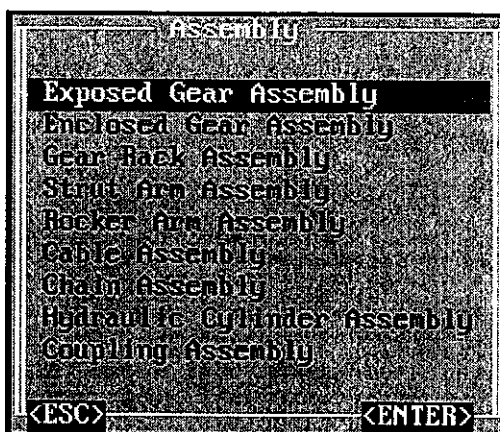 Assembly
Exposed Gear Assembly
Enclosed Gear Assembly
Gear Rack Assembly
Strut Arm Assembly
Rocker Arm Assembly
Cable Assembly
Chain Assembly
Hydraulic Cylinder Assembly
Coupling Assembly
<ESC> <ENTER>